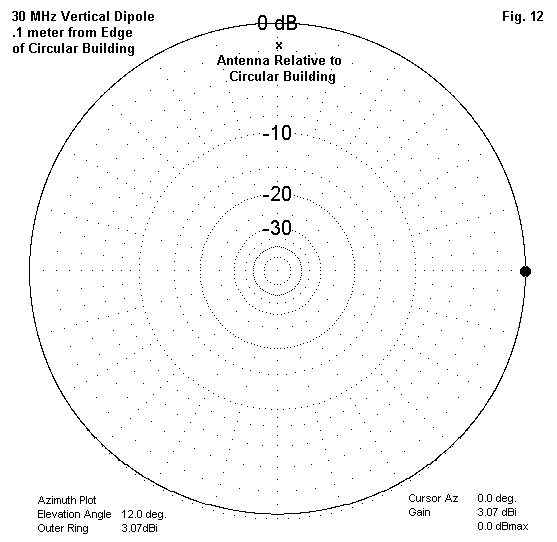 30 MHz Vertical Dipole
.1 meter from Edge
of Circular Building
0 dB
Fig. 12
x
Antenna Relative to
Circular Building
-10
-20
-30
Azimuth Plot
Elevation Angle 12.0 deg.
Outer Ring 3.07dBi
Cursor Az 0.0 deg.
Gain 3.07 dBi
0.0 dBmax